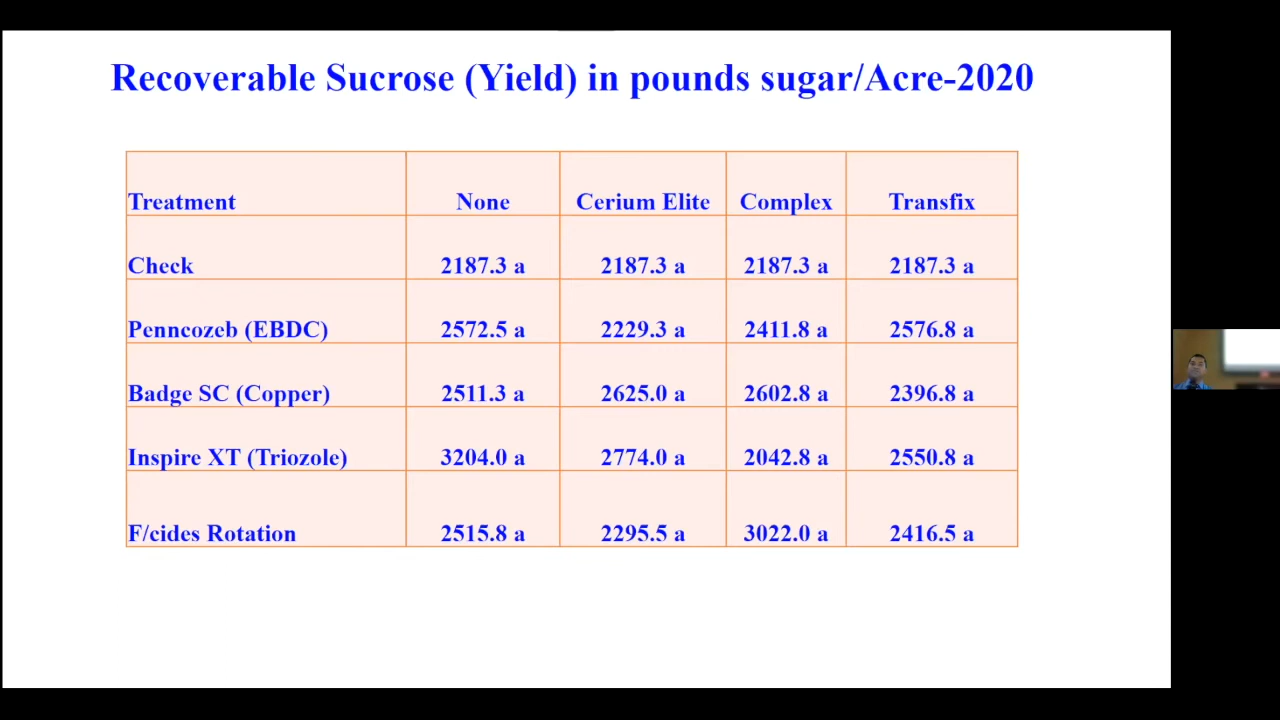 Recoverable Sucrose (Yield) in pounds sugar/Acre-2020
Treatment None Cerium Elite Complex Transfix
Check 2187.3 a 2187.3 a 2187.3 a 2187.3 a
Penncozeb (EBDC) 2572.5 a 2229.3 a 2411.8 a 2576.8 a
Badge SC (Copper) 2511.3 a 2625.0 a 2602.8 a 2396.8 a
Inspire XT (Triozole) 3204.0 a 2774.0 a 2042.8 a 2550.8 a
F/cides Rotation 2515.8 a 2295.5 a 3022.0 a 2416.5 a